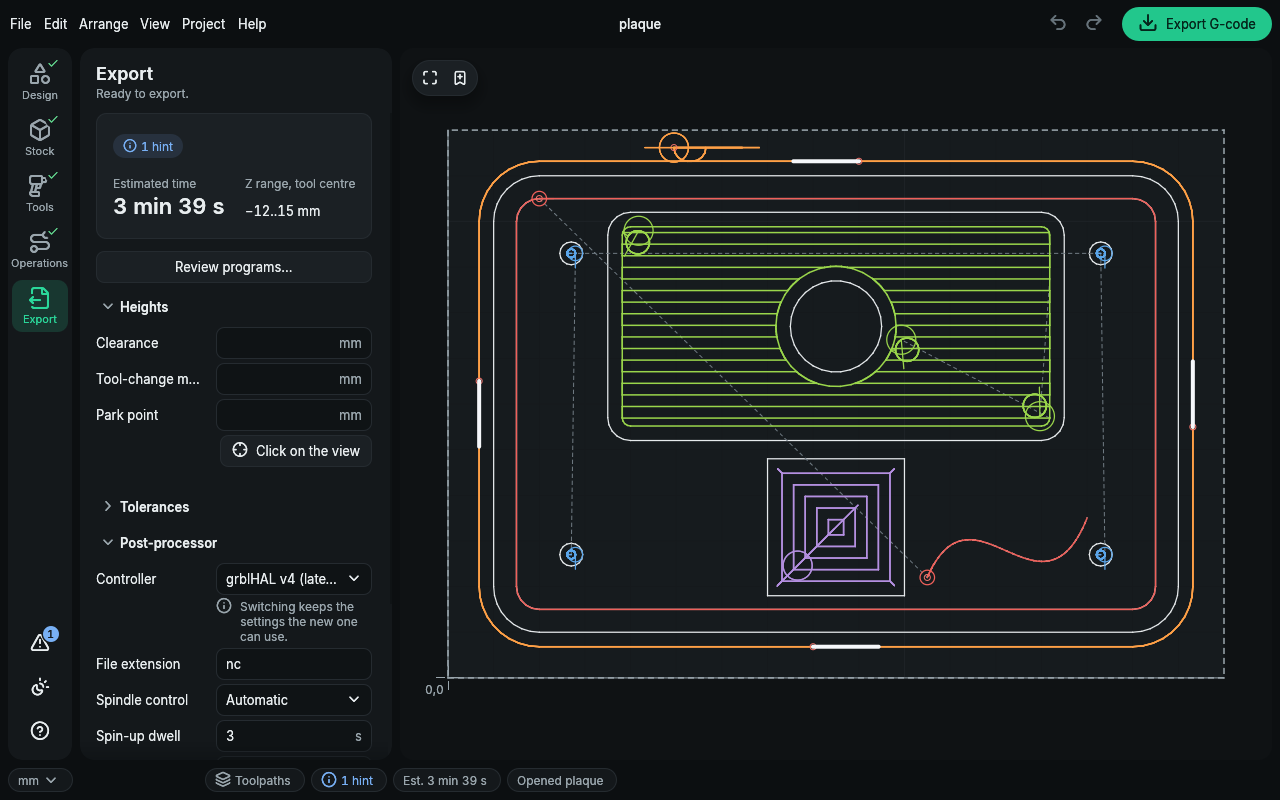 File Edit Arrange View Project Help
plaque
Export G-code
Design
Stock
Tools
Operations
Export
1
Export
Ready to export.
1 hint
Estimated time
3 min 39 s
Z range, tool centre
−12..15 mm
Review programs...
Heights
Clearance
mm
Tool-change m...
mm
Park point
mm
Click on the view
Tolerances
Post-processor
Controller
grblHAL v4 (late...
Switching keeps the
settings the new one
can use.
File extension
nc
Spindle control
Automatic
Spin-up dwell
3
s
0,0
mm
Toolpaths
1 hint
Est. 3 min 39 s
Opened plaque